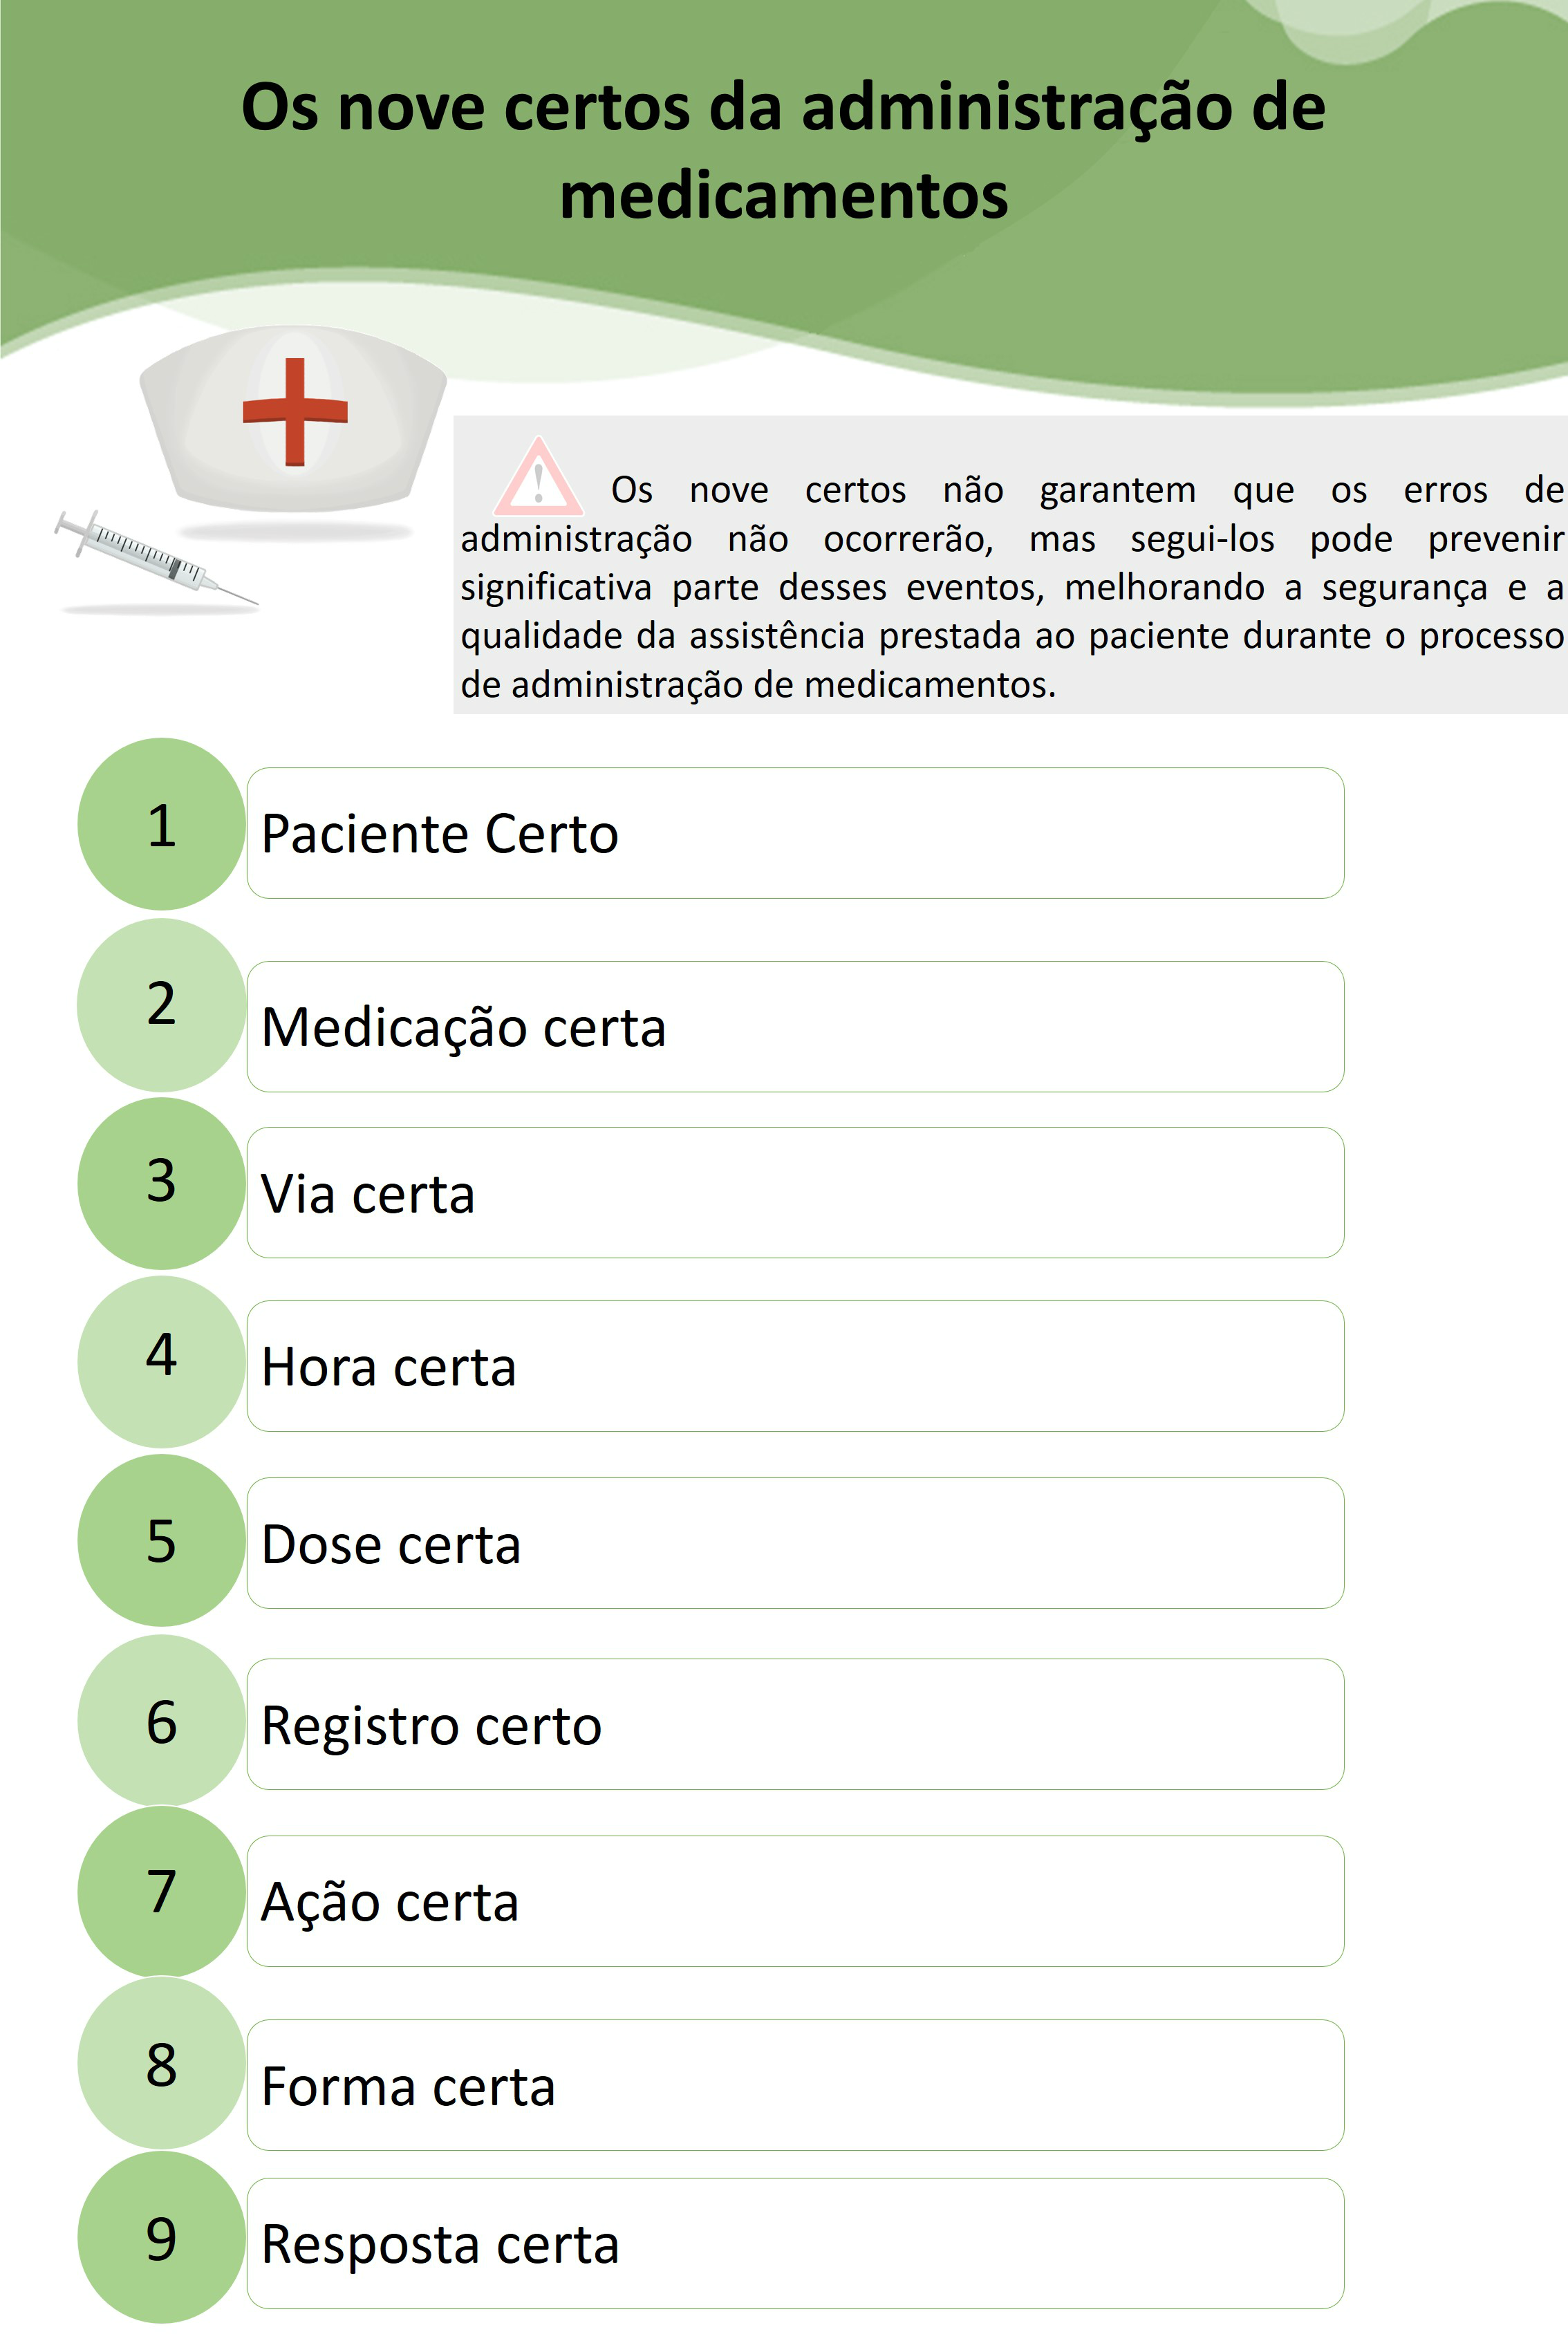 Os nove certos da administração de
medicamentos
Os nove certos não garantem que os erros de
administração não ocorrerão, mas segui-los pode prevenir
significativa parte desses eventos, melhorando a segurança e a
qualidade da assistência prestada ao paciente durante o processo
de administração de medicamentos.
1 Paciente Certo
2 Medicação certa
3 Via certa
4 Hora certa
5 Dose certa
6 Registro certo
7 Ação certa
8 Forma certa
9 Resposta certa